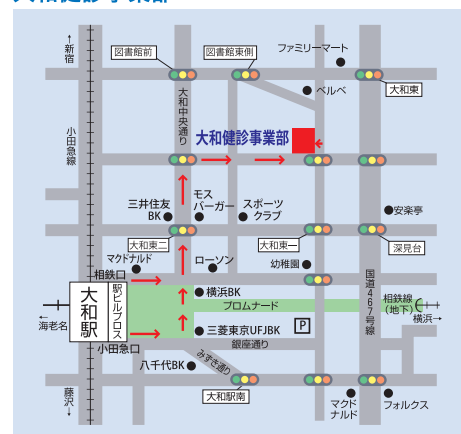 大和健診事業部
←新宿
図書館前
図書館東側
ファミリーマート
ベルベ
大和東
小田急線
大和中央通り
大和健診事業部
三井住友
BK
モス
バーガー
スポーツ
クラブ
安楽亭
大和東二
大和東一
深見台
マクドナルド
ローソン
幼稚園
相鉄口
大和駅
駅ビルプロス
横浜BK
プロムナード
国道467号線
相鉄線
(地下)
横浜→
←
海老名
三菱東京UFJBK
P
銀座通り
小田急口
八千代BK
みずき通り
大和駅南
藤沢→
マクド
ナルド
フォルクス